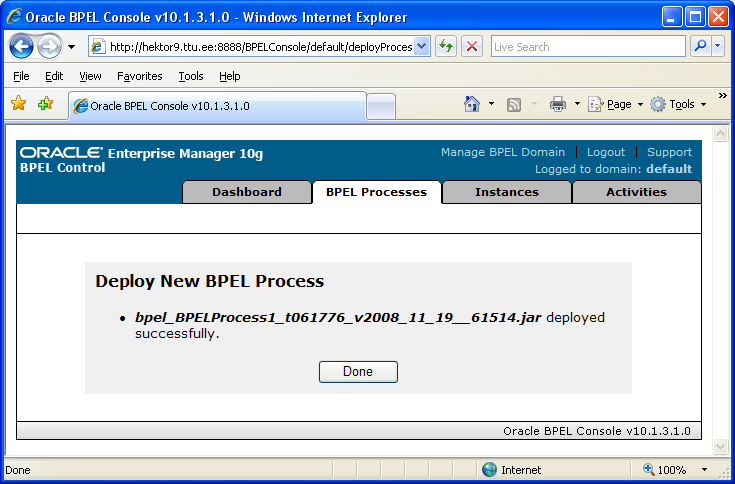 Oracle BPEL Console v10.1.3.1.0 - Windows Internet Explorer
http://hektor9.ttu.ee:8888/BPELConsole/default/deployProces
Live Search
File Edit View Favorites Tools Help
Oracle BPEL Console v10.1.3.1.0
Page Tools
ORACLE Enterprise Manager 10g
BPEL Control
Manage BPEL Domain | Logout | Support
Logged to domain: default
Dashboard BPEL Processes Instances Activities
Deploy New BPEL Process
• bpel_BPELProcess1_t061776_v2008_11_19__61514.jar deployed
successfully.
Done
Oracle BPEL Console v10.1.3.1.0
Done Internet 100%